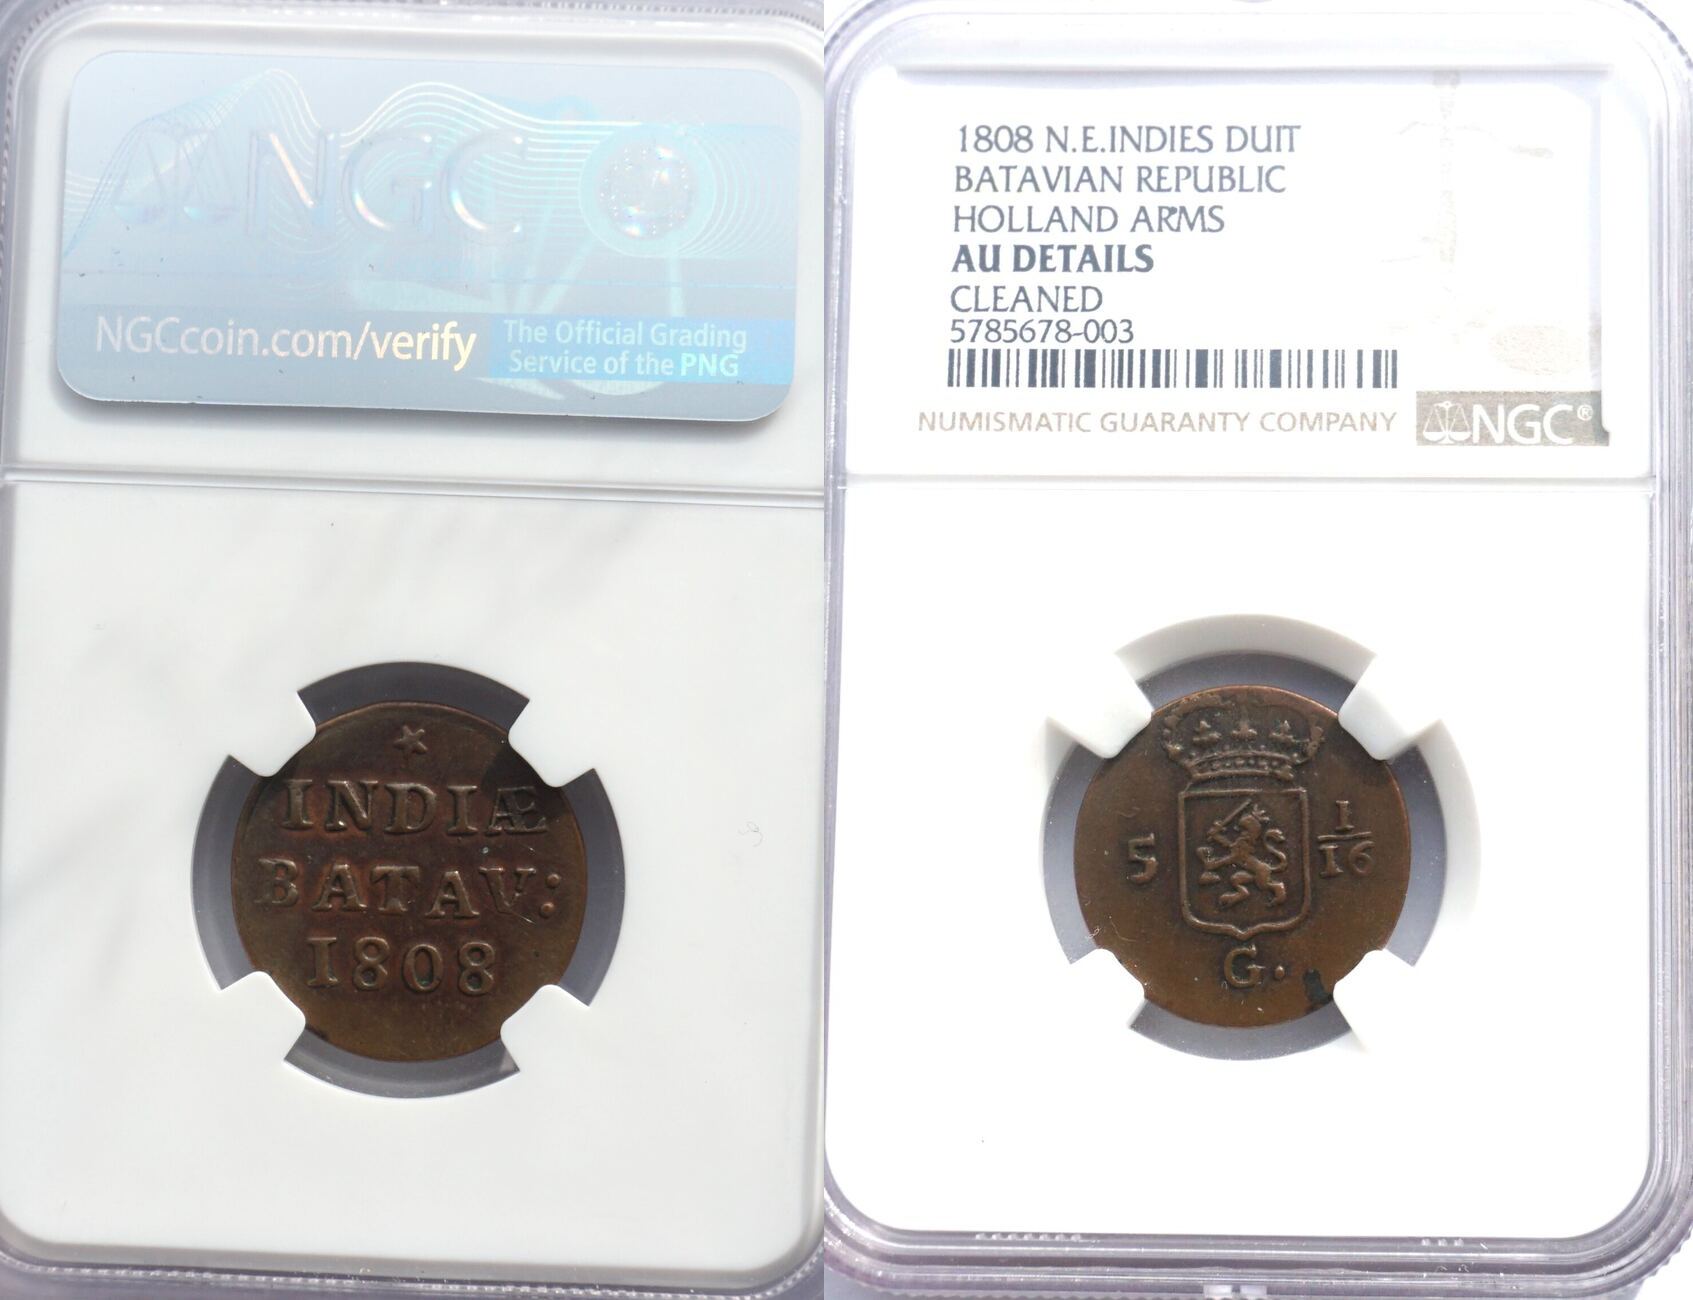 NGC
NGCcoin.com/verify
The Official Grading
Service of the PNG
INDIÆ
BATAV:
1808
1808 N.E.INDIES DUIT
BATAVIAN REPUBLIC
HOLLAND ARMS
AU DETAILS
CLEANED
5785678-003
NUMISMATIC GUARANTY COMPANY
NGC®
5 1/16
G.